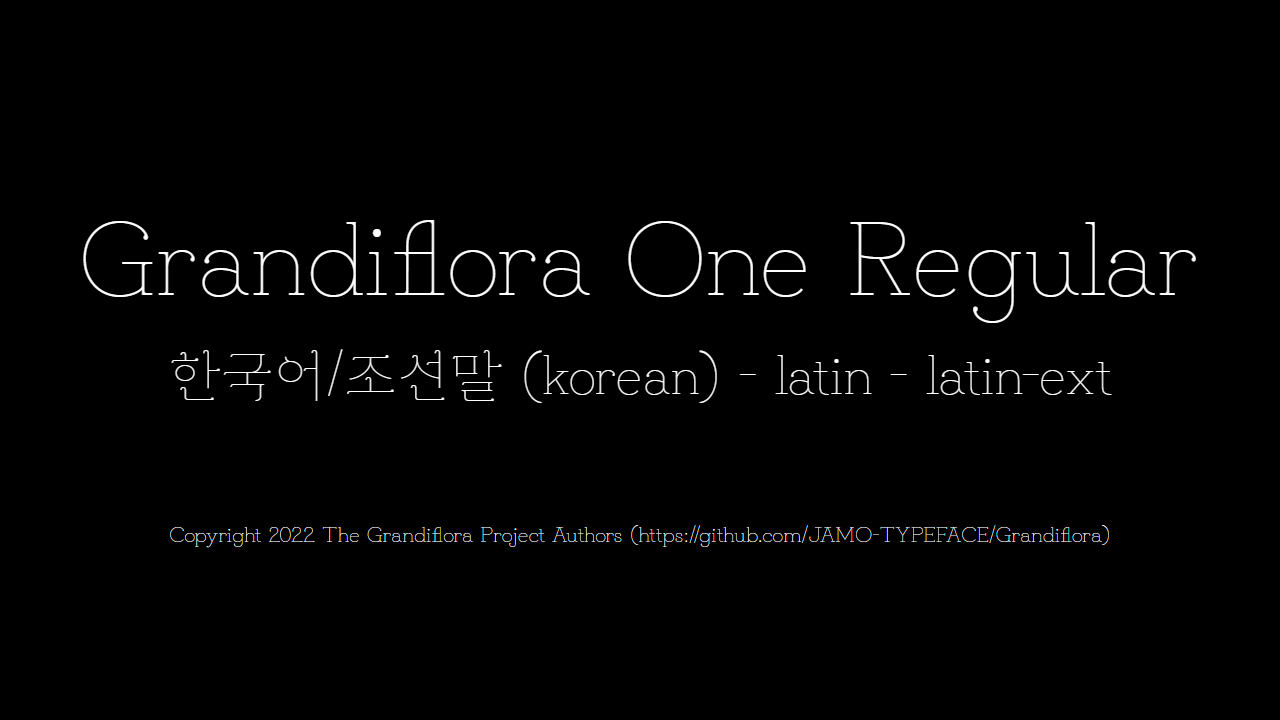 Grandiflora One Regular
한국어/조선말 (korean) - latin - latin-ext
Copyright 2022 The Grandiflora Project Authors (https://github.com/JAMO-TYPEFACE/Grandiflora)